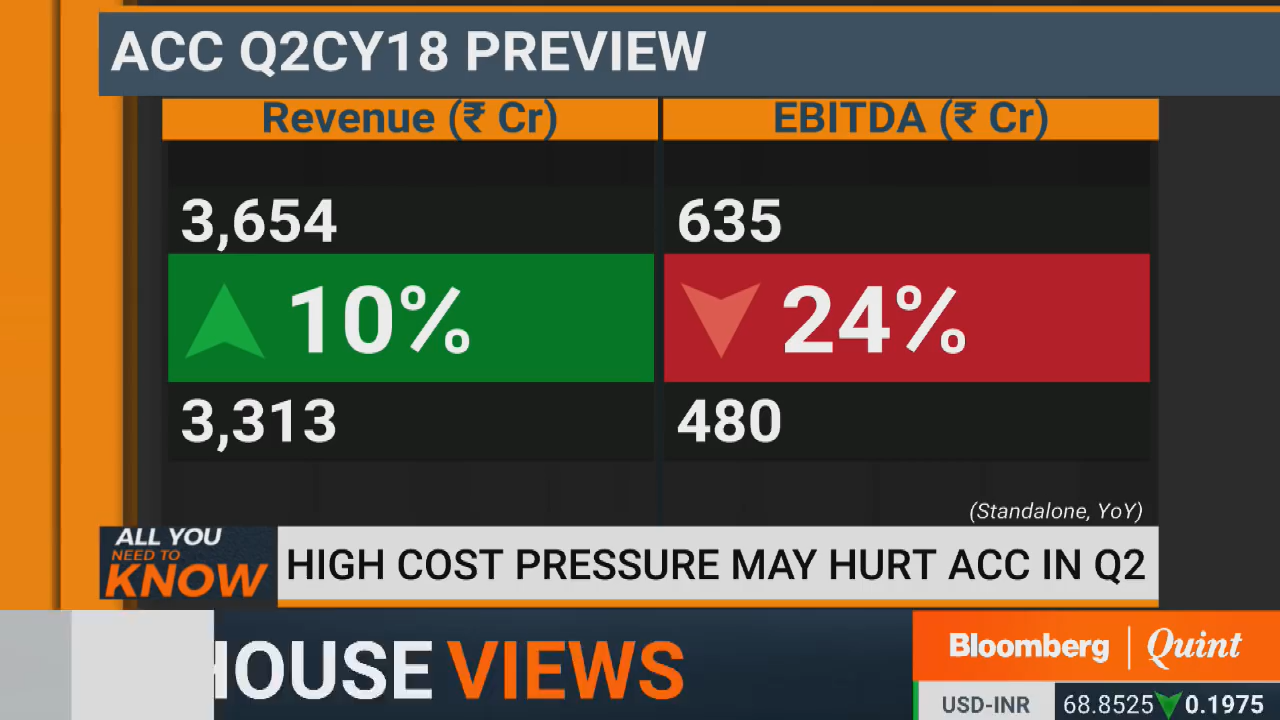 ACC Q2CY18 PREVIEW
Revenue (₹ Cr) EBITDA (₹ Cr)
3,654 635
10% 24%
3,313 480
(Standalone, YoY)
ALL YOU
NEED TO
KNOW
HIGH COST PRESSURE MAY HURT ACC IN Q2
HOUSE VIEWS
Bloomberg | Quint
USD-INR 68.8525 0.1975